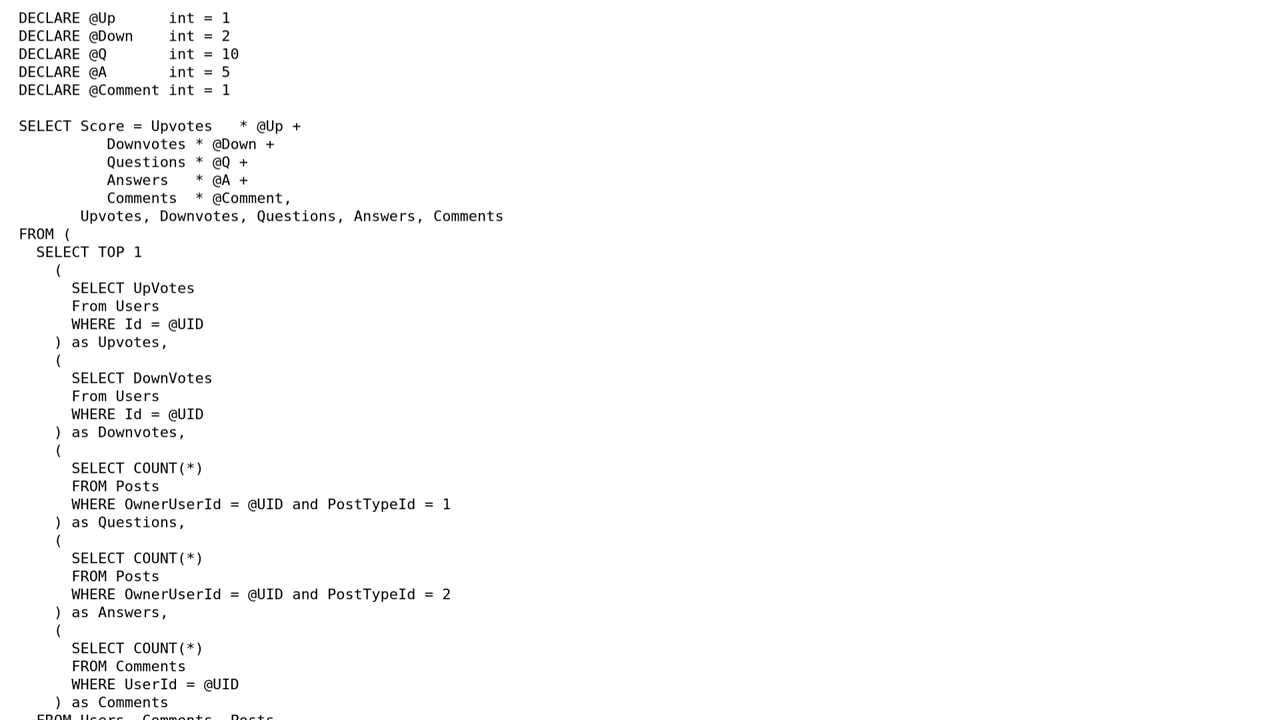 DECLARE @Up      int = 1
DECLARE @Down    int = 2
DECLARE @Q       int = 10
DECLARE @A       int = 5
DECLARE @Comment int = 1

SELECT Score = Upvotes   * @Up +
          Downvotes * @Down +
          Questions * @Q +
          Answers   * @A +
          Comments  * @Comment,
       Upvotes, Downvotes, Questions, Answers, Comments
FROM (
  SELECT TOP 1
    (
      SELECT UpVotes
      From Users
      WHERE Id = @UID
    ) as Upvotes,
    (
      SELECT DownVotes
      From Users
      WHERE Id = @UID
    ) as Downvotes,
    (
      SELECT COUNT(*)
      FROM Posts
      WHERE OwnerUserId = @UID and PostTypeId = 1
    ) as Questions,
    (
      SELECT COUNT(*)
      FROM Posts
      WHERE OwnerUserId = @UID and PostTypeId = 2
    ) as Answers,
    (
      SELECT COUNT(*)
      FROM Comments
      WHERE UserId = @UID
    ) as Comments
  FROM Users, Comments, Posts